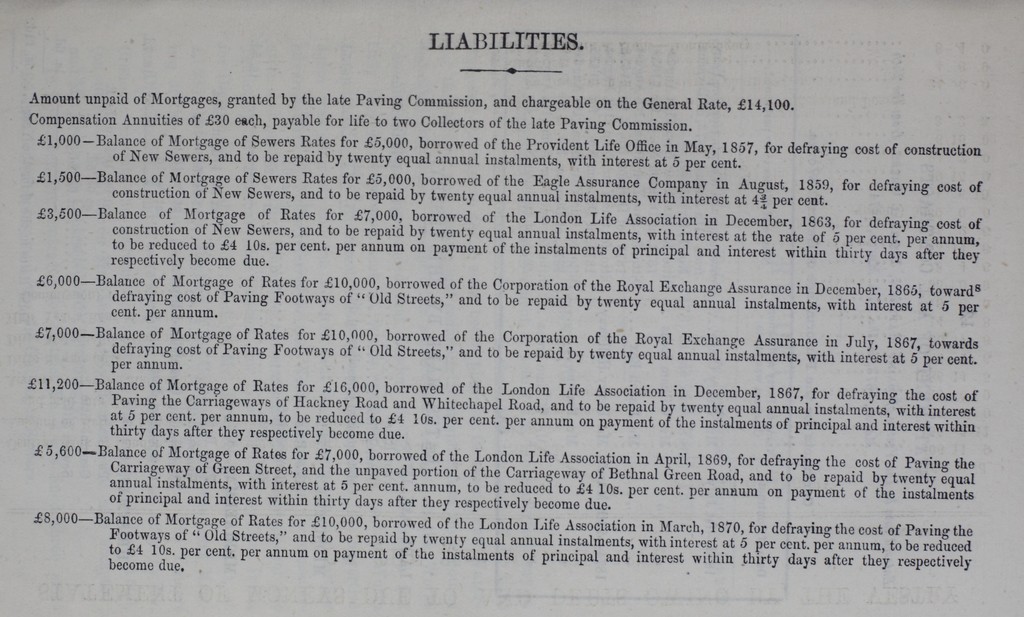 LIABILITIES.
Amount unpaid of Mortgages, granted by the late Paving Commission, and chargeable on the General Rate, £14,100.
Compensation Annuities of £30 each, payable for life to two Collectors of the late Paving Commission.
£1,000—Balance of Mortgage of Sewers Rates for £5,000, borrowed of the Provident Life Office in May, 1857, for defraying cost of construction
of New Sewers, and to be repaid by twenty equal annual instalments, with interest at 5 per cent.
£1,500—Balance of Mortgage of Sewers Rates for £5,000, borrowed of the Eagle Assurance Company in August, 1859, for defraying cost of
construction of New Sewers, and to be repaid by twenty equal annual instalments, with interest at 4¾ per cent.
£3,500—Balance of Mortgage of Rates for £7,000, borrowed of the London Life Association in December, 1863, for defraying cost of
construction of New Sewers, and to be repaid by twenty equal annual instalments, with interest at the rate of 5 per cent. per annum,
to be reduced to £4 10s. per cent. per annum on payment of the instalments of principal and interest within thirty days after they
respectively become due.
£6,000—Balance of Mortgage of Rates for £10,000, borrowed of the Corporation of the Royal Exchange Assurance in December, 1865, towards
defraying cost of Paving Footways of "Old Streets," and to be repaid by twenty equal annual instalments, with interest at 5 per
cent. per annum.
£7,000—Balance of Mortgage of Rates for £10,000, borrowed of the Corporation of the Royal Exchange Assurance in July, 1867, towards
defraying cost of Paving Footways of "Old Streets," and to be repaid by twenty equal annual instalments, with interest at 5 per cent.
per annum.
£11,200—Balance of Mortgage of Rates for £16,000, borrowed of the London Life Association in December, 1867, for defraying the cost of
Paving the Carriageways of Hackney Road and Whitechapel Road, and to be repaid by twenty equal annual instalments, with interest
at 5 per cent. per annum, to be reduced to £4 10s. per cent. per annum on payment of the instalments of principal and interest within
thirty days after they respectively become due.
£5,600—Balance of Mortgage of Rates for £7,000, borrowed of the London Life Association in April, 1869, for defraying the cost of Paving the
Carriageway of Green Street, and the unpaved portion of the Carriageway of Bethnal Green Road, and to be repaid by twenty equal
annual instalments, with interest at 5 per cent. annum, to be reduced to £4 10s. per cent. per annum on payment of the instalments
of principal and interest within thirty days after they respectively become due.
£8,000—Balance of Mortgage of Rates for £10,000, borrowed of the London Life Association in March, 1870, for defraying the cost of Paving the
Footways of "Old Streets," and to be repaid by twenty equal annual instalments, with interest at 5 per cent. per annum, to be reduced
to £4 10s. per cent. per annum on payment of the instalments of principal and interest within thirty days after they respectively
become due.